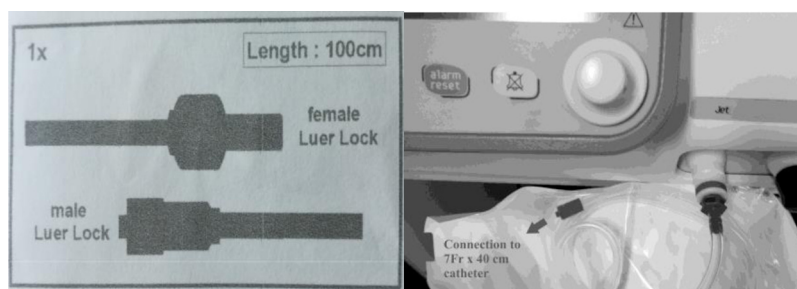 1x
Length : 100cm
female
Luer Lock
male
Luer Lock
alarm
reset
Jet
Connection to
7Fr x 40 cm
catheter